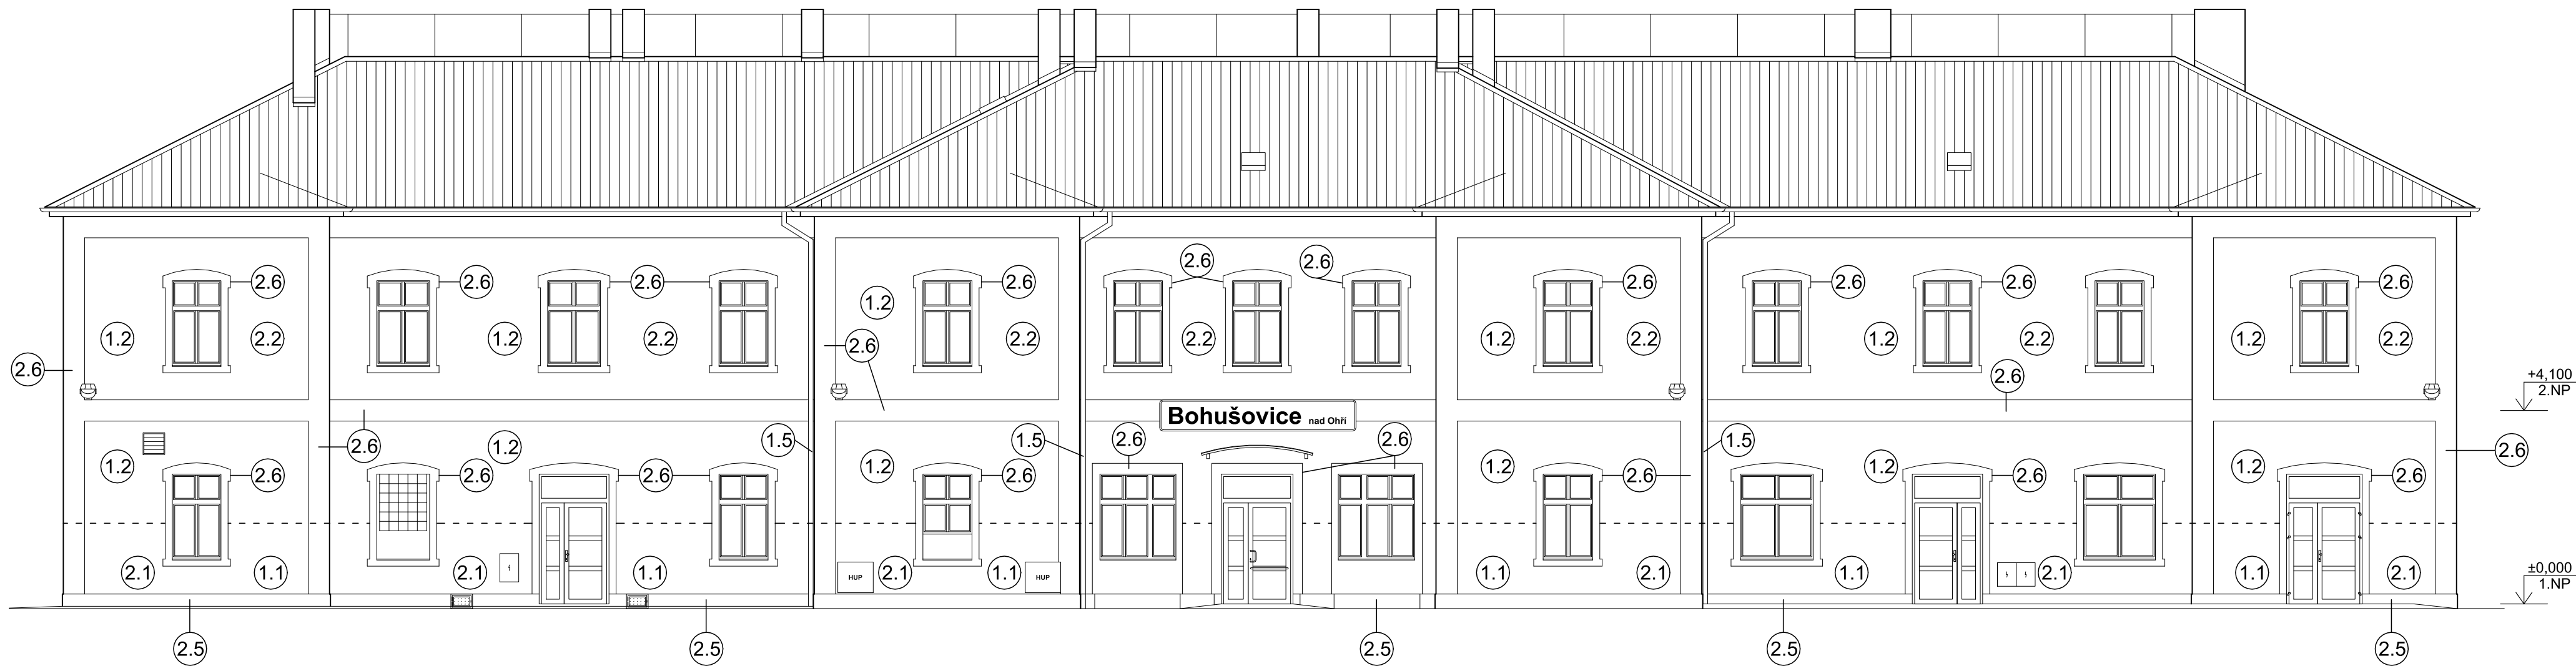 2.6 2.6
2.6 2.6 2.6 2.6 2.6 2.6 2.6 2.6 2.6
1.2
1.2 2.2 1.2 2.2 2.2 2.2 1.2 2.2 1.2 2.2 1.2 2.2
2.6
2.6 2.6
+4,100
2.NP
Bohušovice nad Ohří
1.5 1.5 2.6 2.6 1.5
2.6 1.2 2.6
1.2 1.2 1.2 1.2 1.2
2.6 2.6 2.6 2.6 2.6 2.6 2.6
2.1 1.1 2.1 1.1 HUP 2.1 1.1 HUP 1.1 2.1 1.1 2.1 1.1 2.1
±0,000
1.NP
2.5 2.5 2.5 2.5 2.5